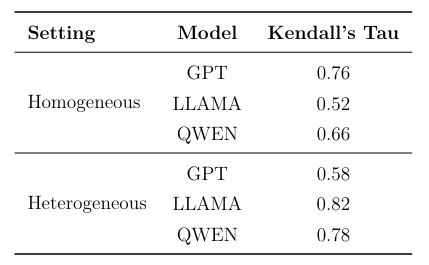 Setting Model Kendall's Tau
Homogeneous
GPT 0.76
LLAMA 0.52
QWEN 0.66
Heterogeneous
GPT 0.58
LLAMA 0.82
QWEN 0.78